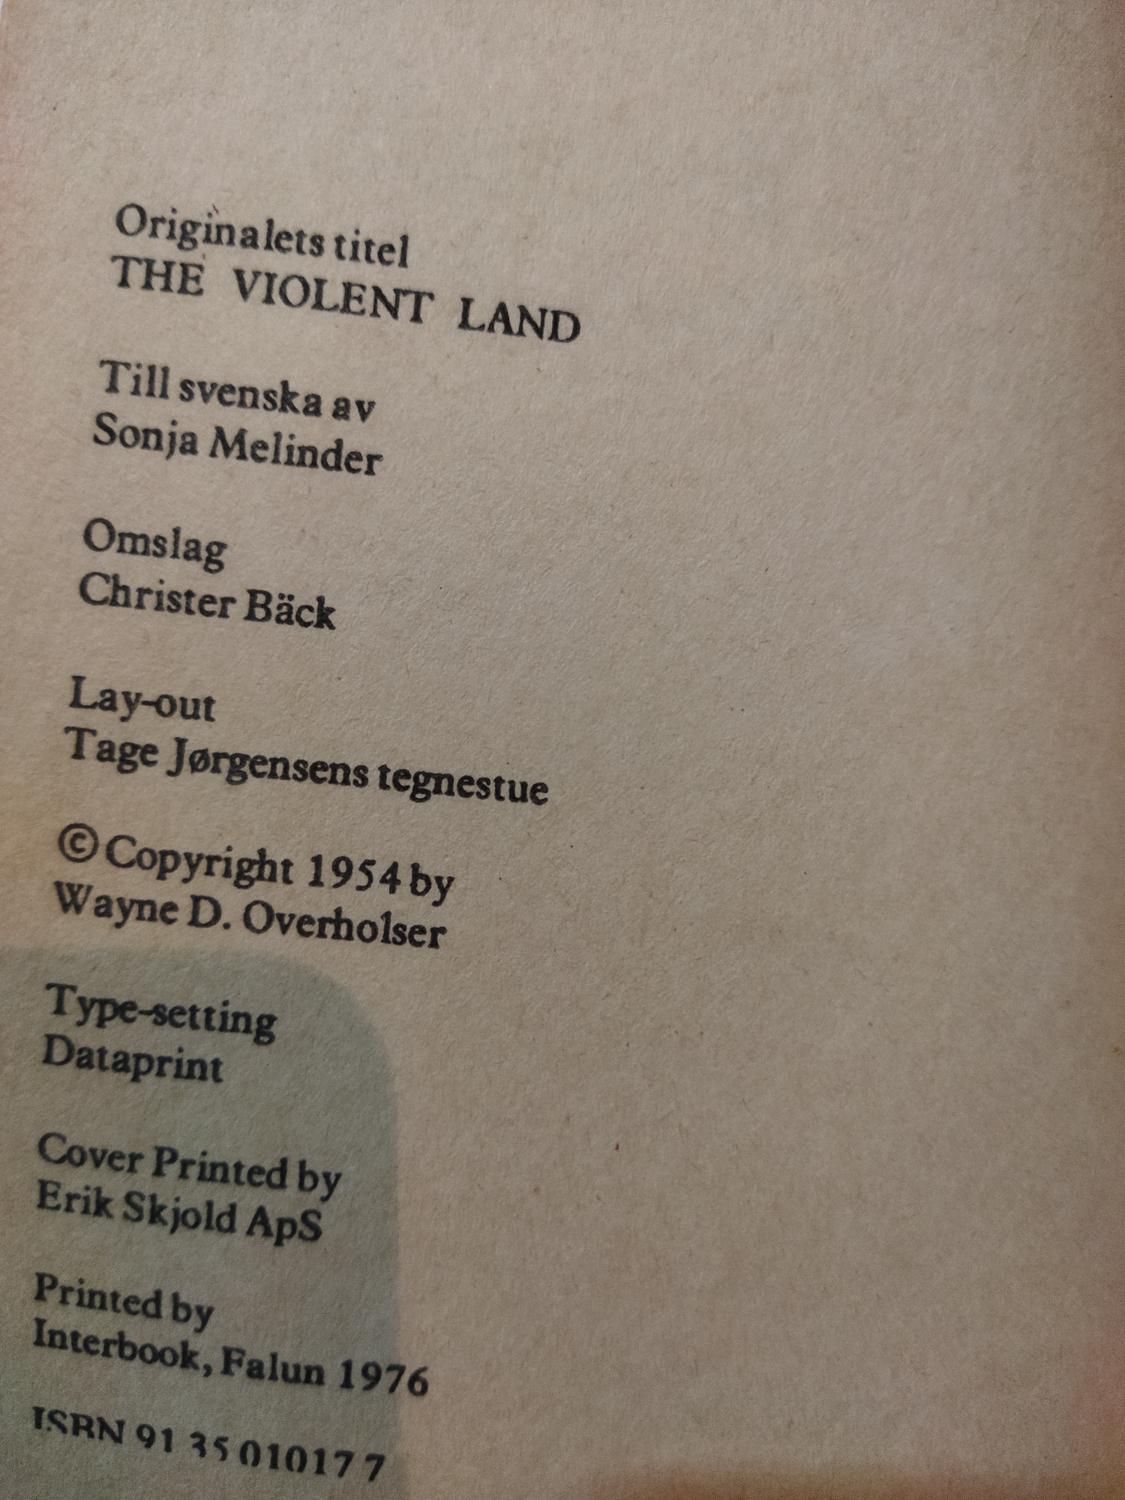 Originalets titel
THE VIOLENT LAND
Till svenska av
Sonja Melinder
Omslag
Christer Bäck
Lay-out
Tage Jørgensens tegnestue
© Copyright 1954 by
Wayne D. Overholser
Type-setting
Dataprint
Cover Printed by
Erik Skjold ApS
Printed by
Interbook, Falun 1976
ISBN 91 35 01017 7